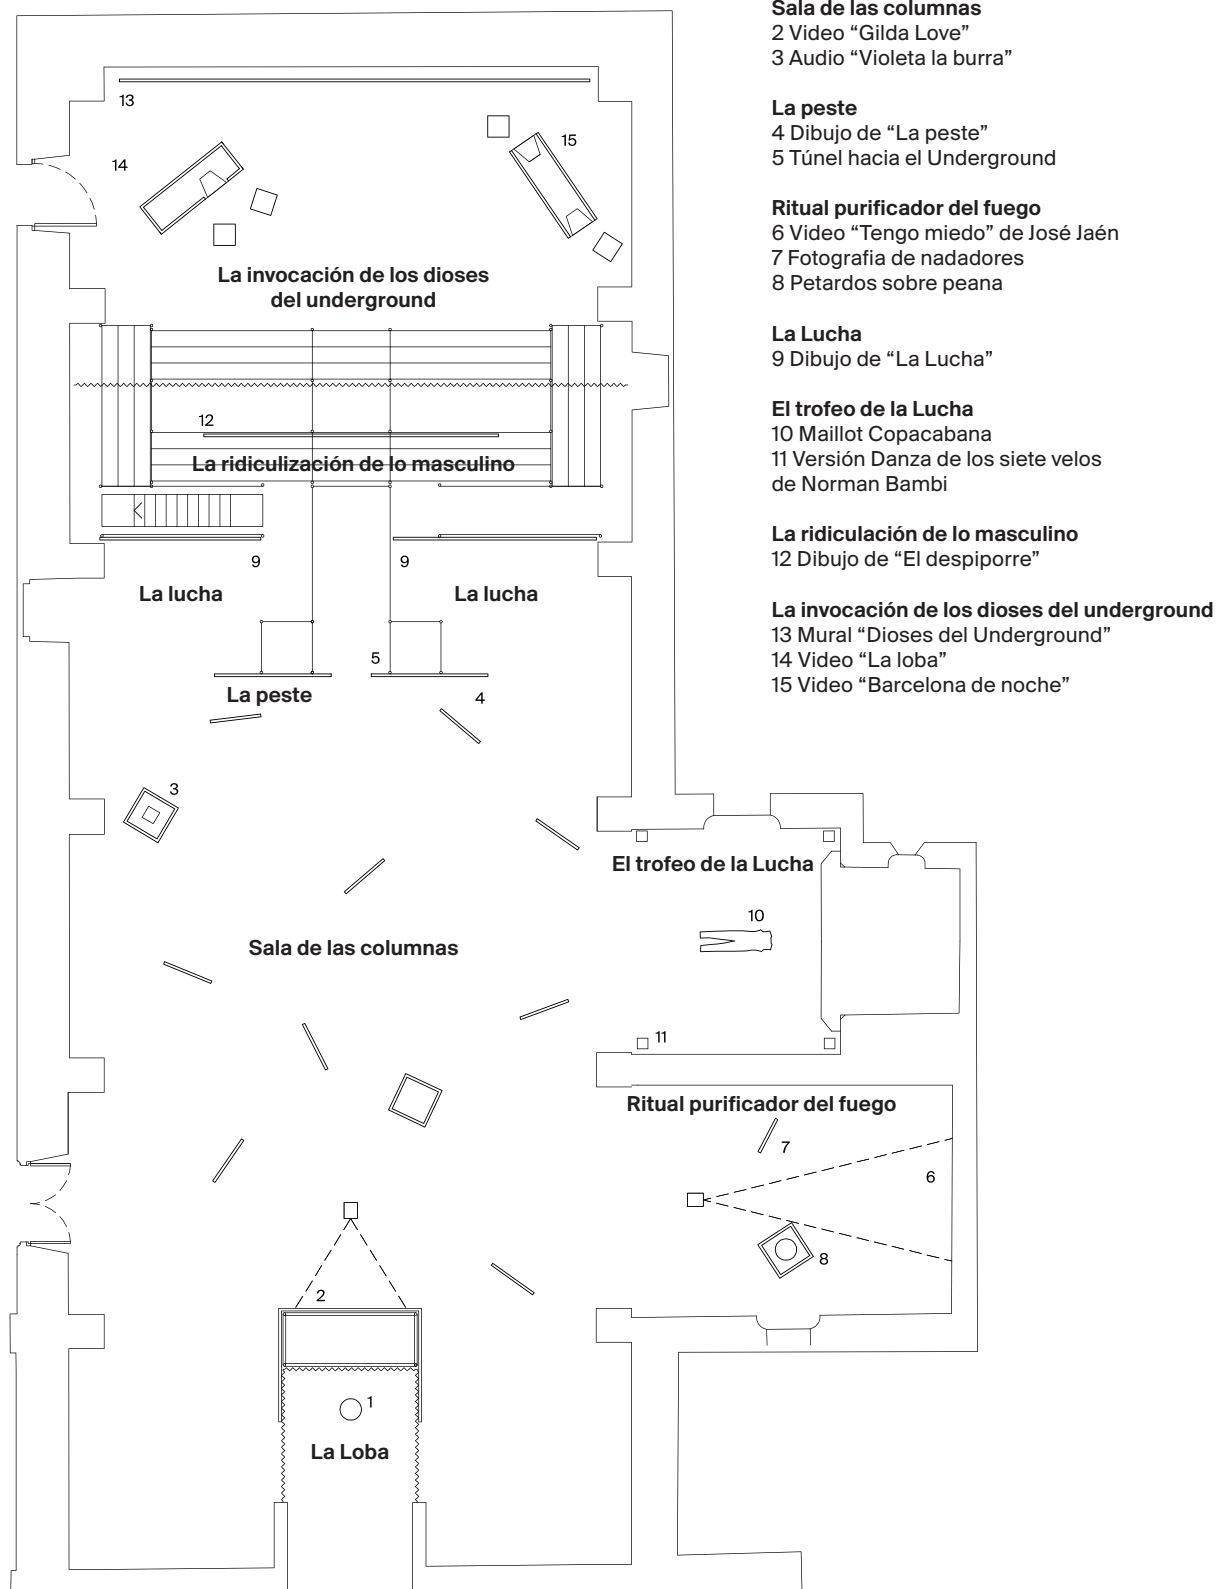 Sala de las columnas
2 Video “Gilda Love”
3 Audio “Violeta la burra”
La peste
4 Dibujo de “La peste”
5 Túnel hacia el Underground
Ritual purificador del fuego
6 Video “Tengo miedo” de José Jaén
7 Fotografia de nadadores
8 Petardos sobre peana
La Lucha
9 Dibujo de “La Lucha”
El trofeo de la Lucha
10 Maillot Copacabana
11 Versión Danza de los siete velos
de Norman Bambi
La ridiculación de lo masculino
12 Dibujo de “El despiporre”
La invocación de los dioses del underground
13 Mural “Dioses del Underground”
14 Video “La loba”
15 Video “Barcelona de noche”
13
14
15
La invocación de los dioses
del underground
12
La ridiculización de lo masculino
9
9
La lucha
La lucha
5
La peste
4
3
El trofeo de la Lucha
10
Sala de las columnas
11
Ritual purificador del fuego
7
6
8
2
1
La Loba